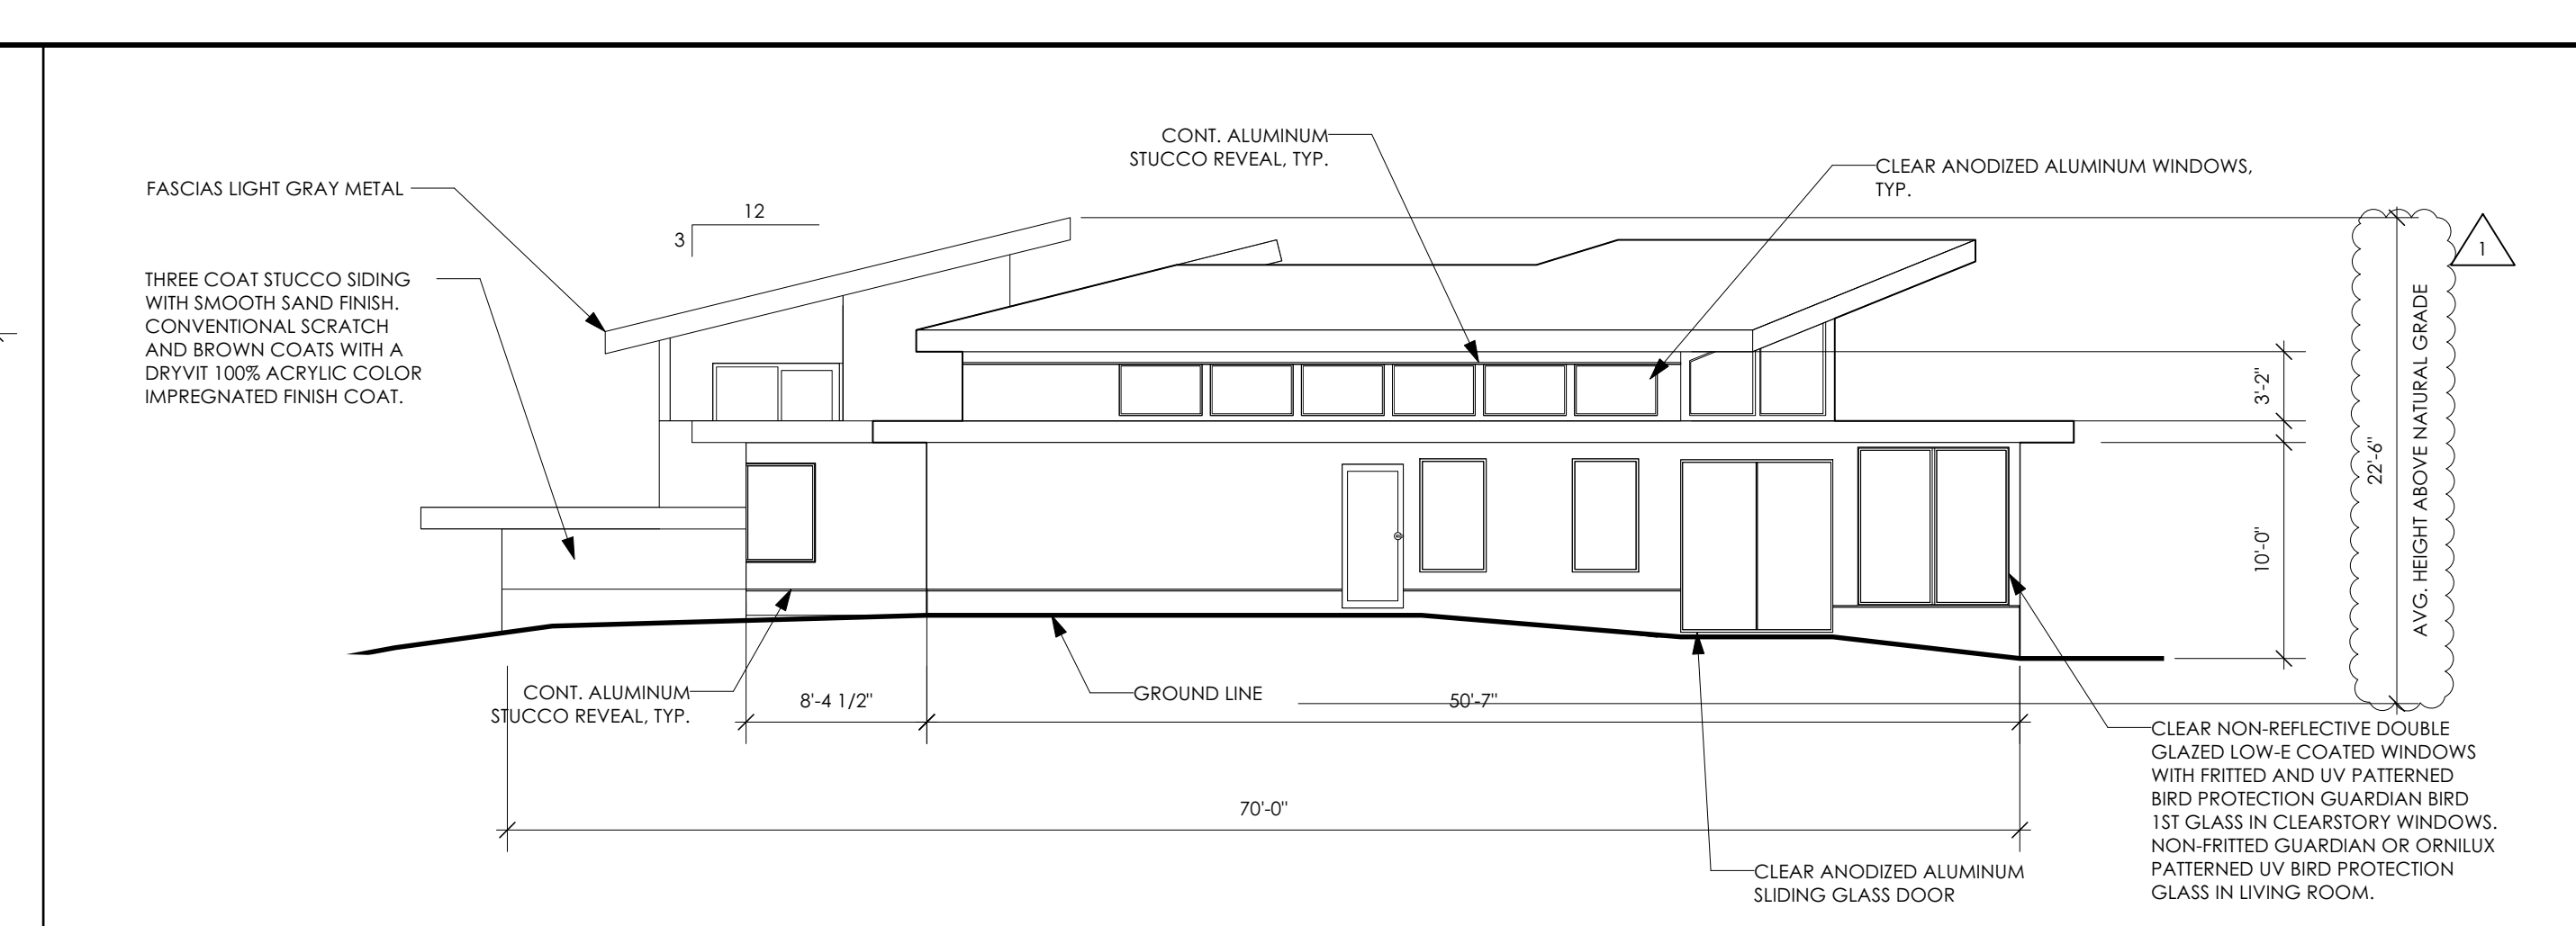 CONT. ALUMINUM
STUCCO REVEAL, TYP.
CLEAR ANODIZED ALUMINUM WINDOWS,
TYP.
FASCIAS LIGHT GRAY METAL
12
3
1
THREE COAT STUCCO SIDING
WITH SMOOTH SAND FINISH.
CONVENTIONAL SCRATCH
AND BROWN COATS WITH A
DRYVIT 100% ACRYLIC COLOR
IMPREGNATED FINISH COAT.
3'-2"
22'-6"
AVG. HEIGHT ABOVE NATURAL GRADE
10'-0"
CONT. ALUMINUM
STUCCO REVEAL, TYP.
8'-4 1/2"
GROUND LINE
50'-7"
CLEAR NON-REFLECTIVE DOUBLE
GLAZED LOW-E COATED WINDOWS
WITH FRITTED AND UV PATTERNED
BIRD PROTECTION GUARDIAN BIRD
1ST GLASS IN CLEARSTORY WINDOWS.
NON-FRITTED GUARDIAN OR ORNILUX
PATTERNED UV BIRD PROTECTION
GLASS IN LIVING ROOM.
70'-0"
CLEAR ANODIZED ALUMINUM
SLIDING GLASS DOOR